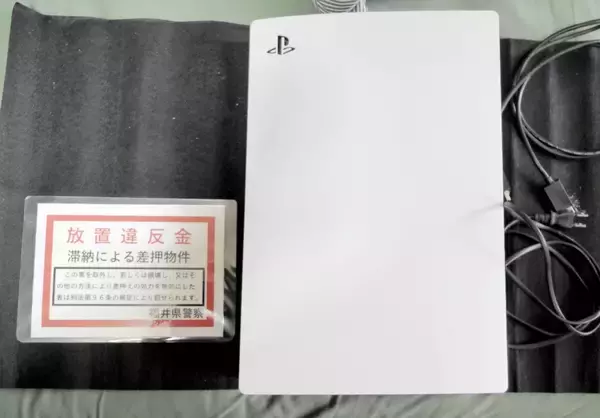 放置違反金
滞納による差押物件
この票を取外し、若しくは損壊し、又はそ
の他の方法により差押えの効力を無効にした
者は刑法第96条の規定により罰せられます。
福井県警察